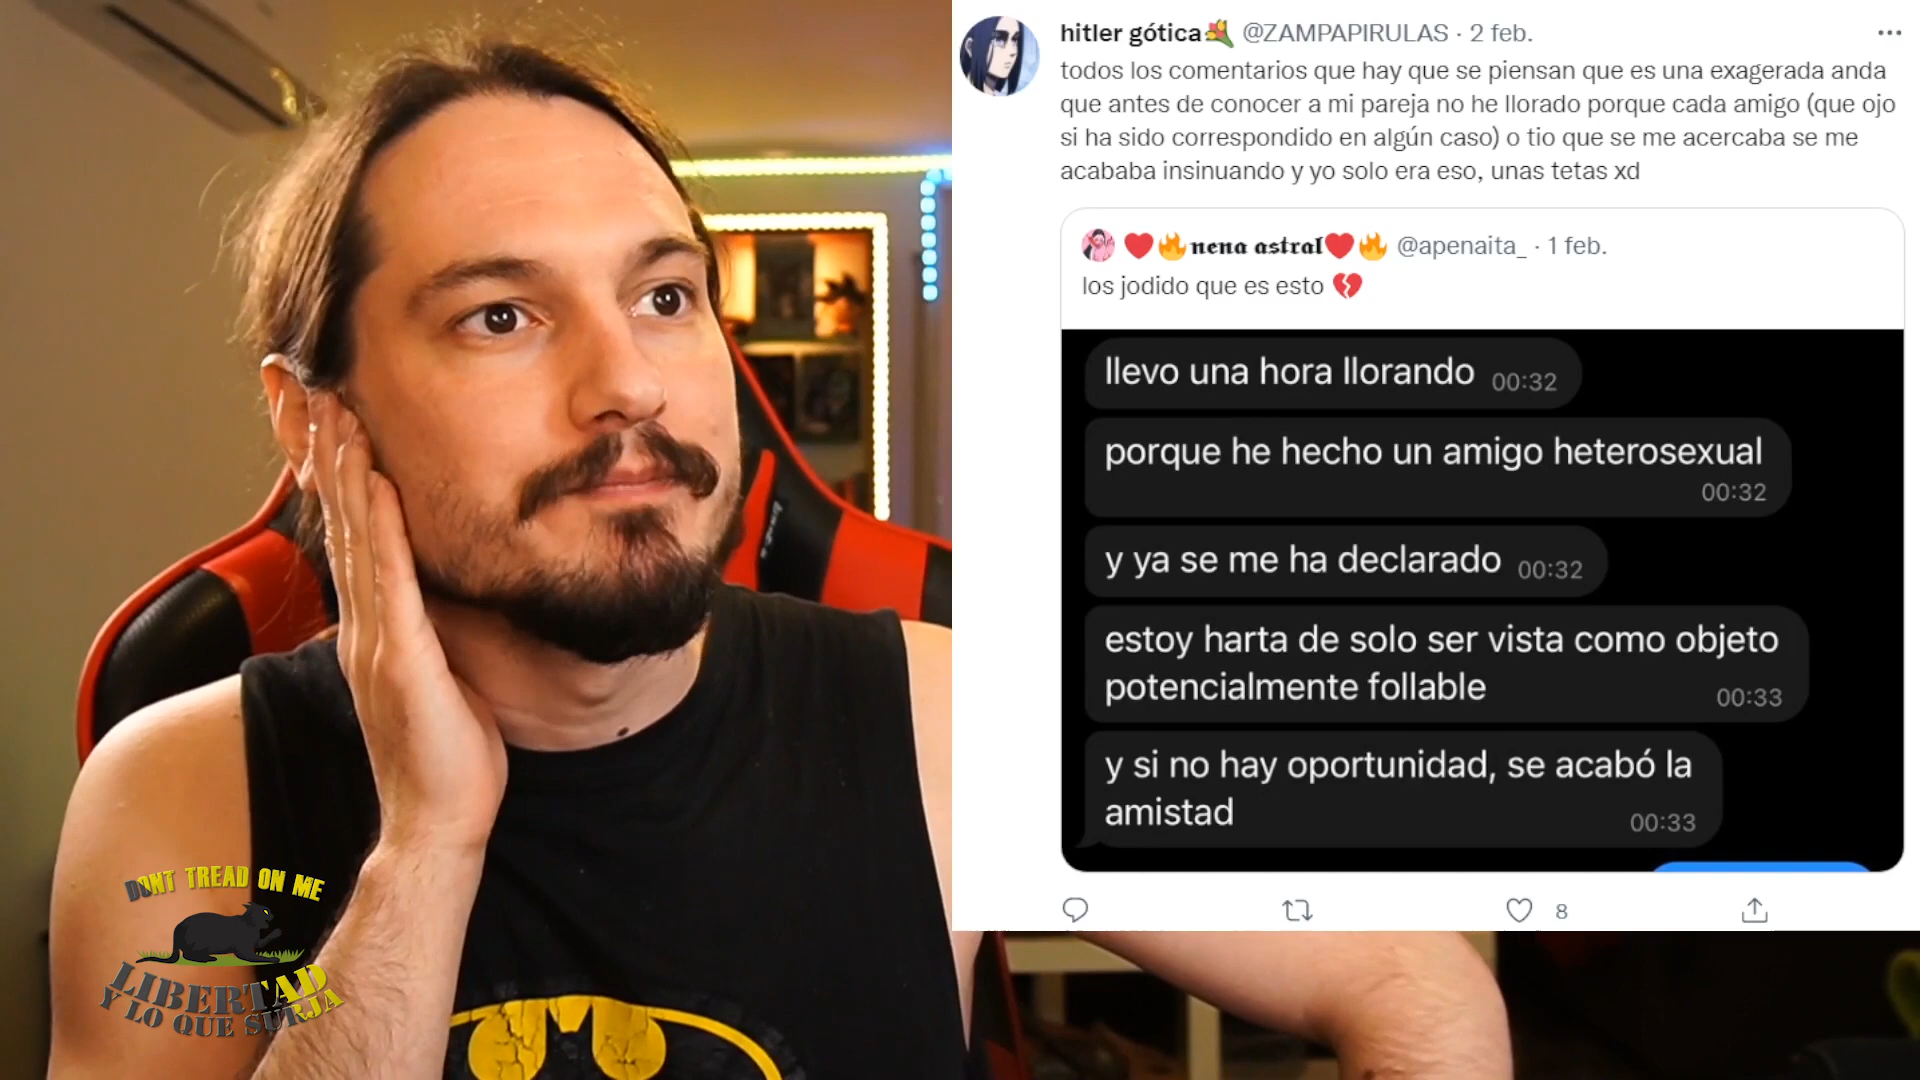 hitler gótica💐 @ZAMPAPIRULAS · 2 feb.
todos los comentarios que hay que se piensan que es una exagerada anda
que antes de conocer a mi pareja no he llorado porque cada amigo (que ojo
si ha sido correspondido en algún caso) o tio que se me acercaba se me
acababa insinuando y yo solo era eso, unas tetas xd
❤️🔥nena astral❤️🔥 @apenaita_ · 1 feb.
los jodido que es esto 💔
llevo una hora llorando 00:32
porque he hecho un amigo heterosexual
00:32
y ya se me ha declarado 00:32
estoy harta de solo ser vista como objeto
potencialmente follable 00:33
y si no hay oportunidad, se acabó la
amistad 00:33
8
DONT TREAD ON ME
LIBERTAD
Y LO QUE SURJA